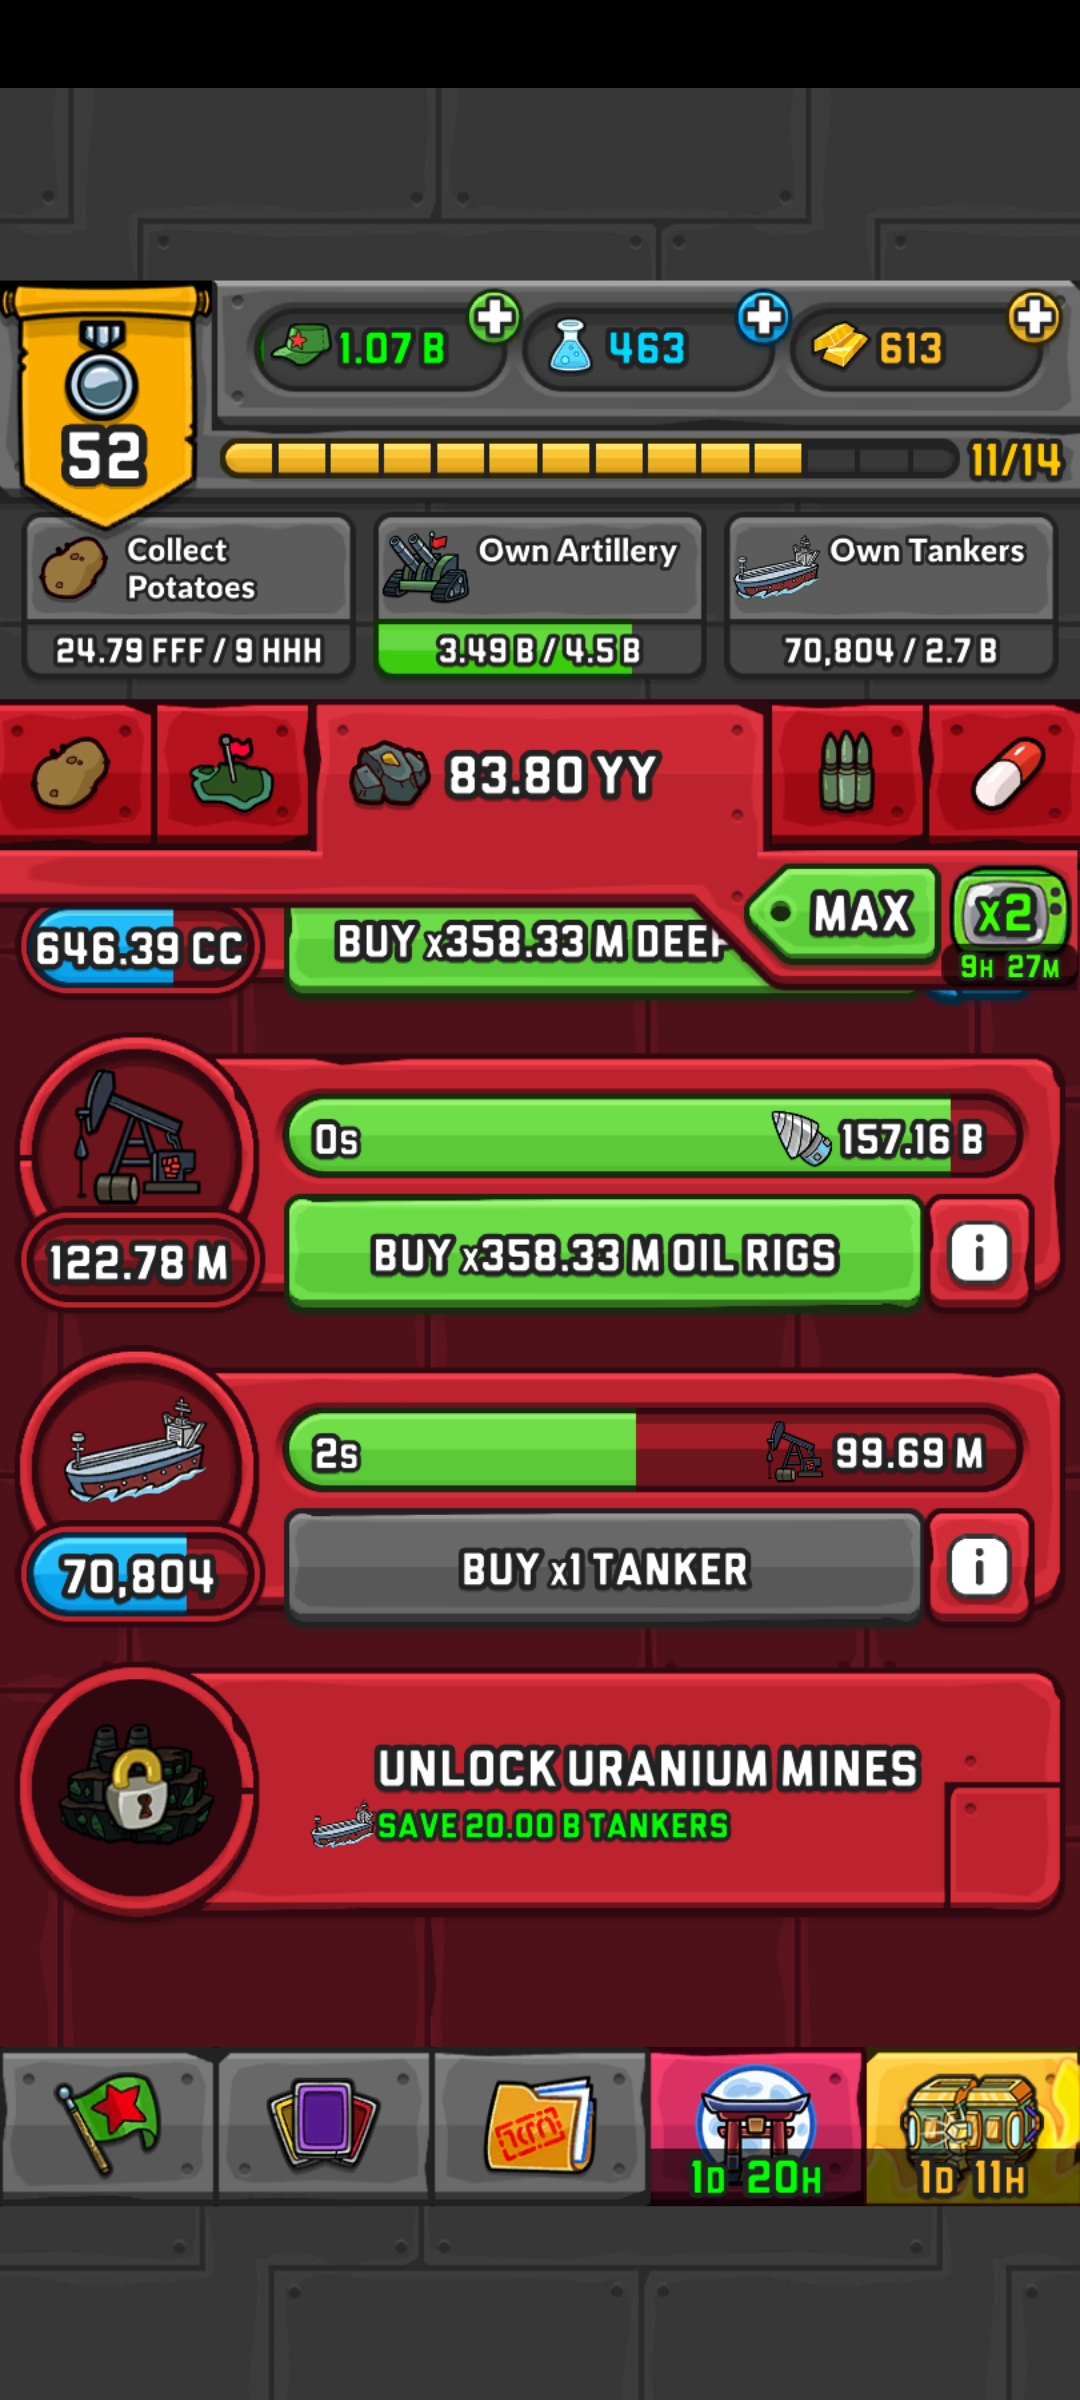 1.07 B
463
613
52
11/14
Collect
Potatoes
24.79 FFF / 9 HHH
Own Artillery
3.49 B / 4.5 B
Own Tankers
70,804 / 2.7 B
83.80 YY
MAX
x2
9H 27M
646.39 CC
BUY x358.33 M DEEP
0s
157.16 B
122.78 M
BUY x358.33 M OIL RIGS
i
2s
99.69 M
70,804
BUY x1 TANKER
i
UNLOCK URANIUM MINES
SAVE 20.00 B TANKERS
1D 20H
1D 11H